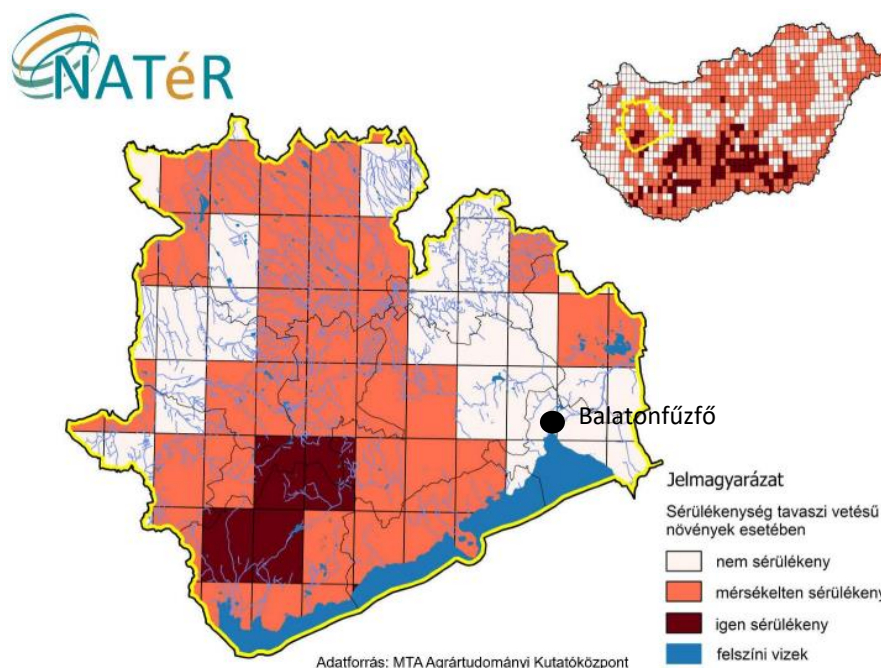 NATéR
Balatonfűzfő
Jelmagyarázat
Sérülékenység tavaszi vetésű
növények esetében
nem sérülékeny
mérsékelten sérülékeny
igen sérülékeny
felszíni vizek
Adatforrás: MTA Agrártudományi Kutatóközpont